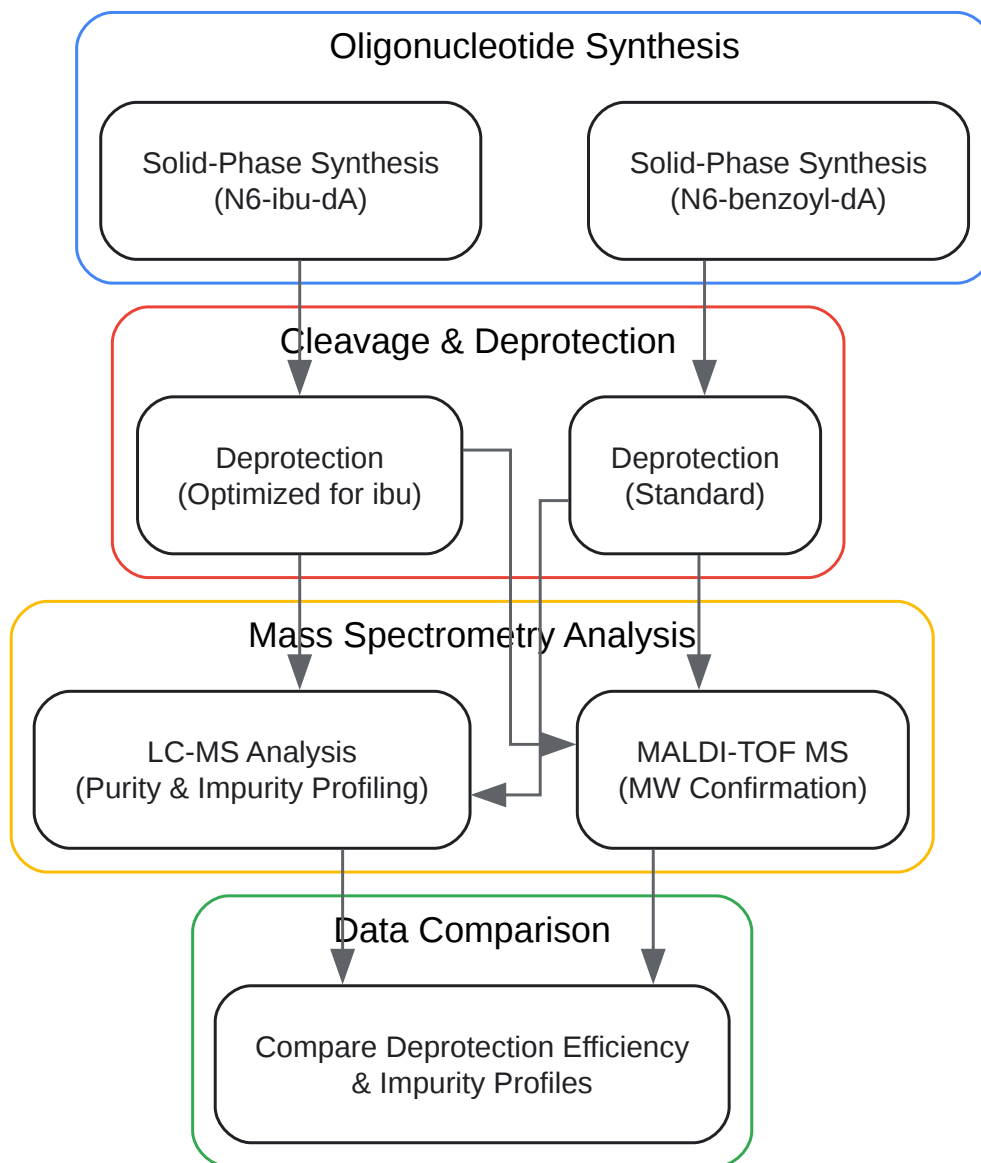 Oligonucleotide Synthesis
Solid-Phase Synthesis
(N6-ibu-dA)
Solid-Phase Synthesis
(N6-benzoyl-dA)
Cleavage & Deprotection
Deprotection
(Optimized for ibu)
Deprotection
(Standard)
Mass Spectrometry Analysis
LC-MS Analysis
(Purity & Impurity Profiling)
MALDI-TOF MS
(MW Confirmation)
Data Comparison
Compare Deprotection Efficiency
& Impurity Profiles